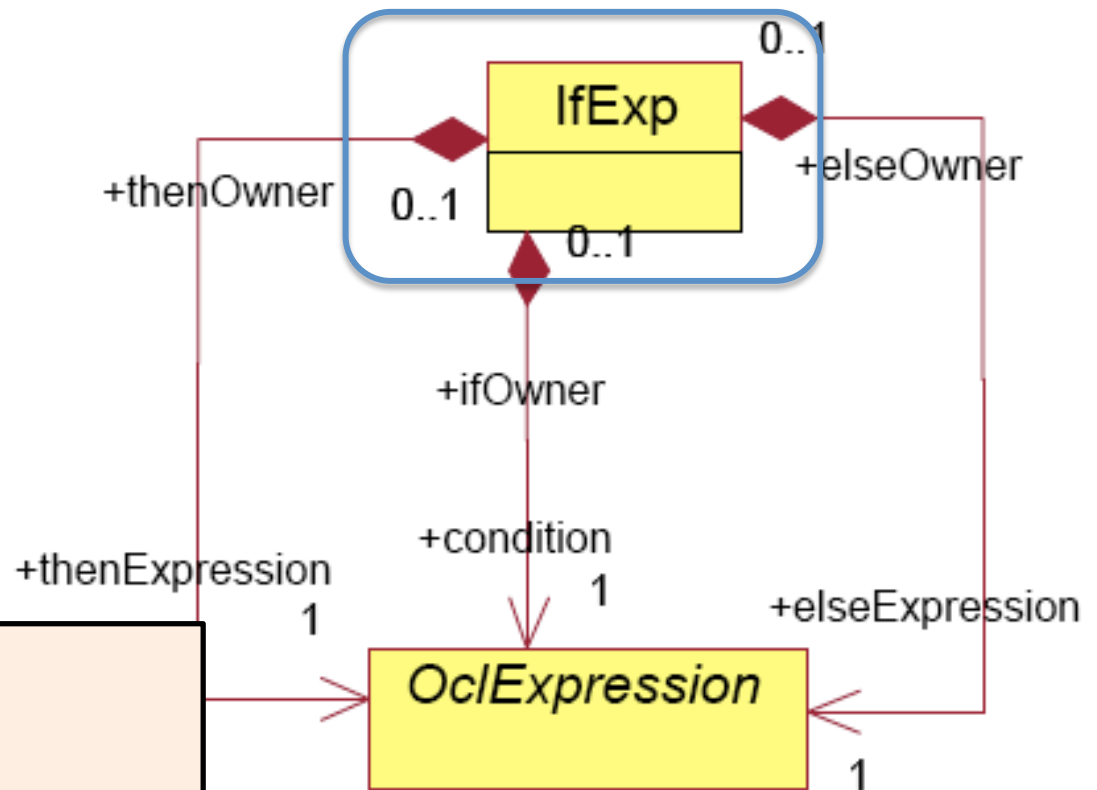 0..1
IfExp
+thenOwner
+elseOwner
0..1
0..1
+ifOwner
+condition
+thenExpression
1
1
+elseExpression
OclExpression
1